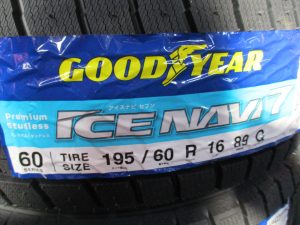 GOODYEAR
アイスナビ セブン
Premium
Studless
ICE NAVI 7
60 TIRE 195 / 60 R 16 89 Q
SERIES SIZE